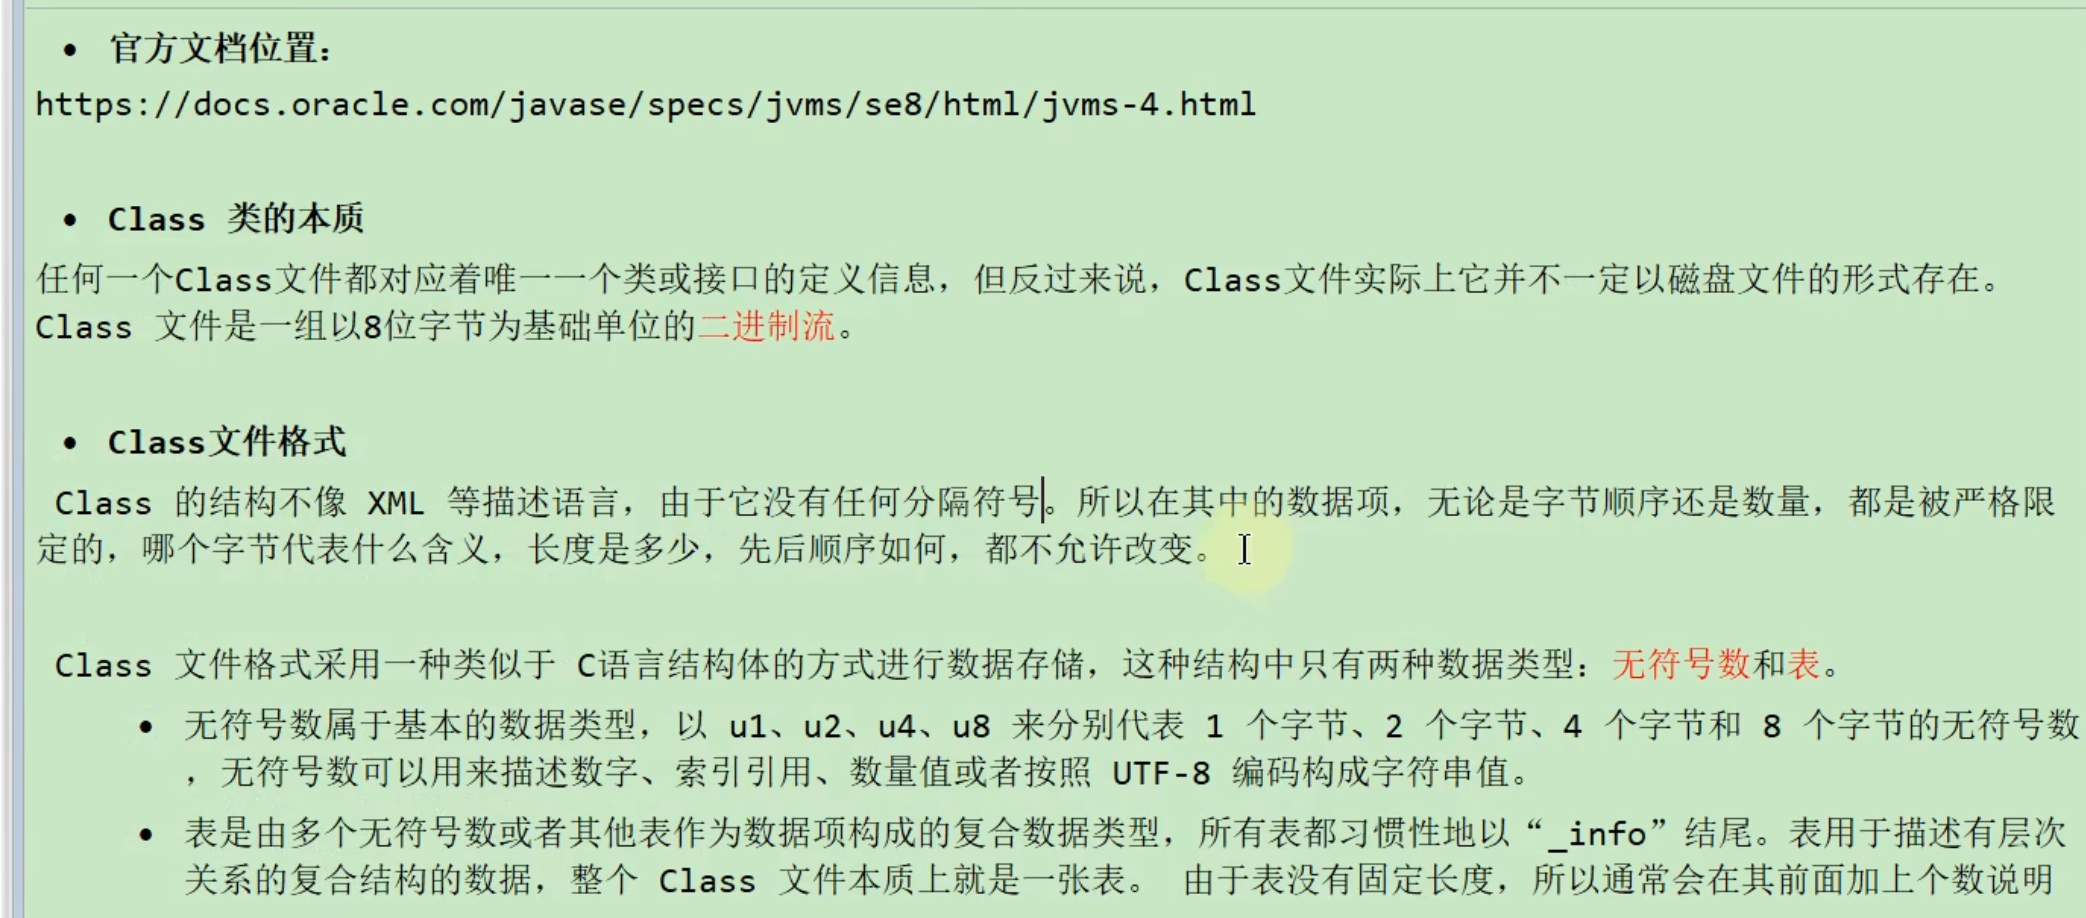 • 官方文档位置：
https://docs.oracle.com/javase/specs/jvms/se8/html/jvms-4.html
• Class 类的本质
任何一个Class文件都对应着唯一一个类或接口的定义信息，但反过来说，Class文件实际上它并不一定以磁盘文件的形式存在。
Class 文件是一组以8位字节为基础单位的二进制流。
• Class文件格式
Class 的结构不像 XML 等描述语言，由于它没有任何分隔符号。所以在其中的数据项，无论是字节顺序还是数量，都是被严格限
定的，哪个字节代表什么含义，长度是多少，先后顺序如何，都不允许改变。
Class 文件格式采用一种类似于 C语言结构体的方式进行数据存储，这种结构中只有两种数据类型：无符号数和表。
• 无符号数属于基本的数据类型，以 u1、u2、u4、u8 来分别代表 1 个字节、2 个字节、4 个字节和 8 个字节的无符号数
，无符号数可以用来描述数字、索引引用、数量值或者按照 UTF-8 编码构成字符串值。
• 表是由多个无符号数或者其他表作为数据项构成的复合数据类型，所有表都习惯性地以“_info”结尾。表用于描述有层次
关系的复合结构的数据，整个 Class 文件本质上就是一张表。 由于表没有固定长度，所以通常会在其前面加上个数说明